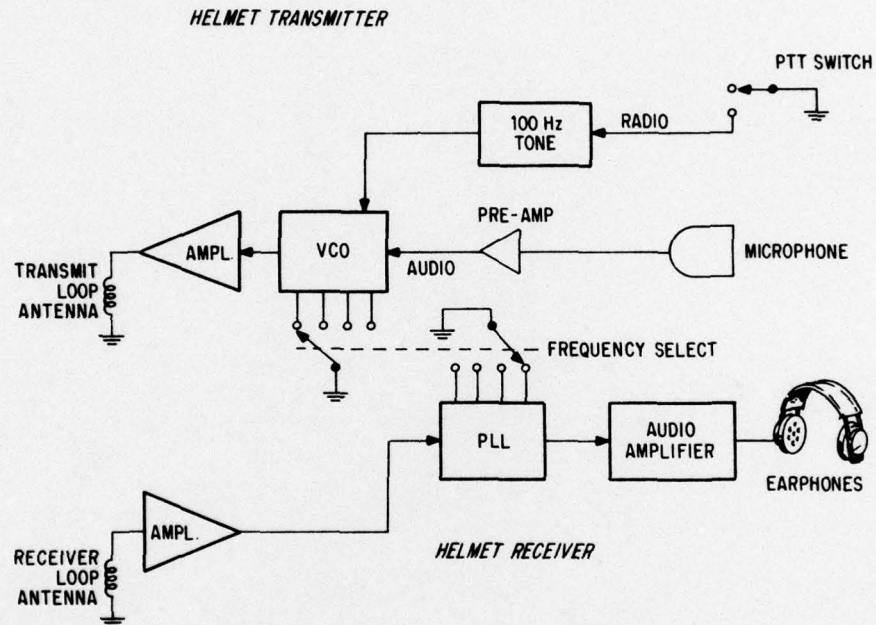 HELMET TRANSMITTER
PTT SWITCH
100 Hz
TONE
RADIO
PRE-AMP
AMPL.
VCO
AUDIO
MICROPHONE
TRANSMIT
LOOP
ANTENNA
FREQUENCY SELECT
PLL
AUDIO
AMPLIFIER
EARPHONES
AMPL.
HELMET RECEIVER
RECEIVER
LOOP
ANTENNA